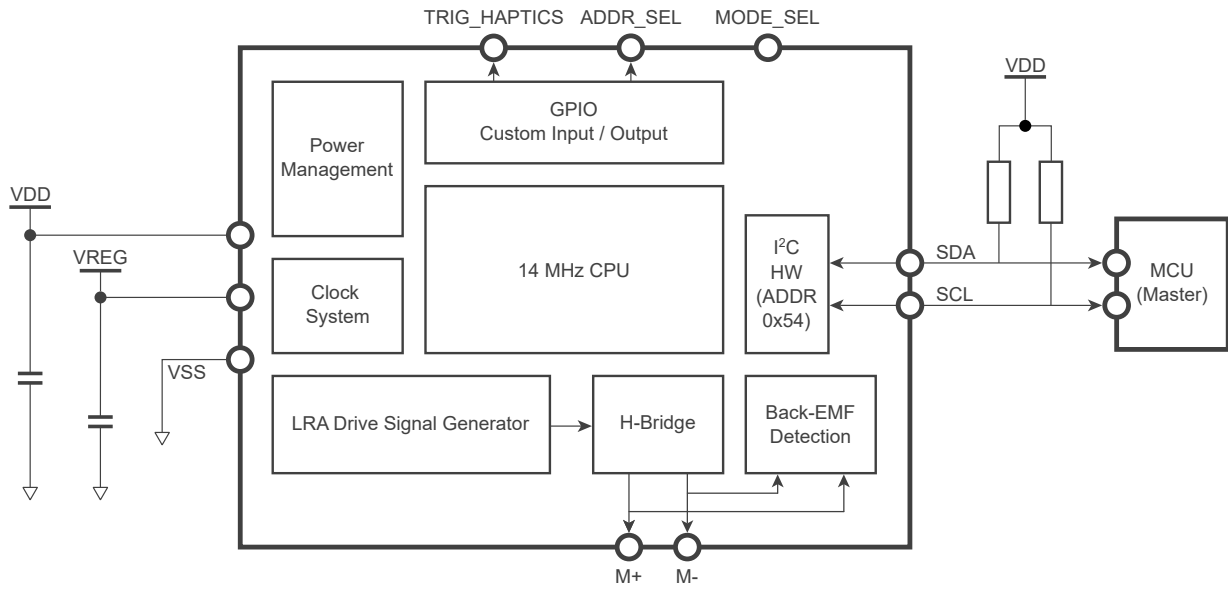 TRIG_HAPTICS ADDR_SEL MODE_SEL
VDD
GPIO
Custom Input / Output
Power
Management
VDD
VREG
14 MHz CPU
I²C
HW
(ADDR
0x54)
SDA
SCL
MCU
(Master)
Clock
System
VSS
LRA Drive Signal Generator
H-Bridge
Back-EMF
Detection
M+ M-